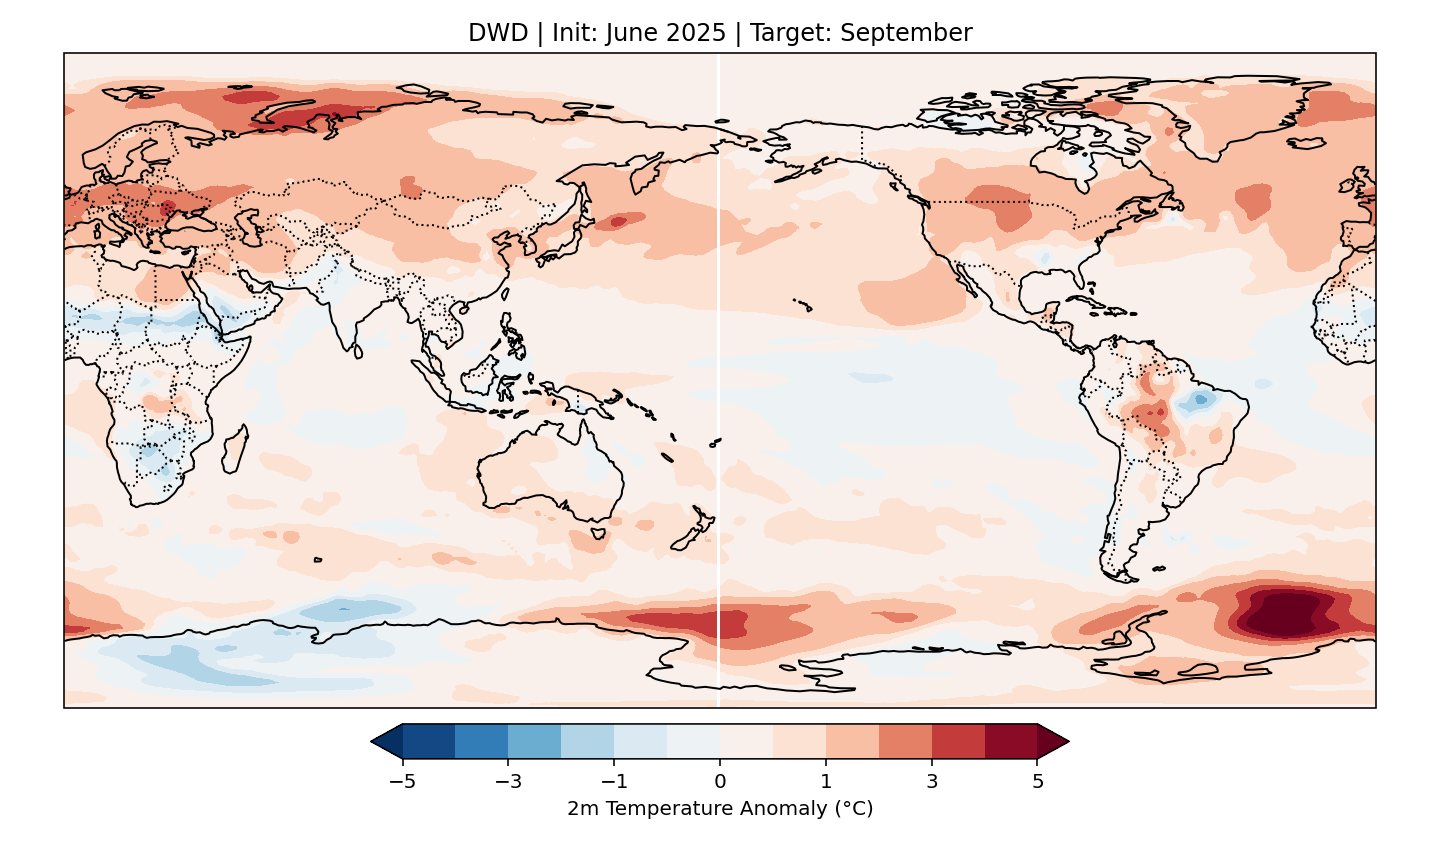 DWD | Init: June 2025 | Target: September
−5 −3 −1 0 1 3 5
2m Temperature Anomaly (°C)